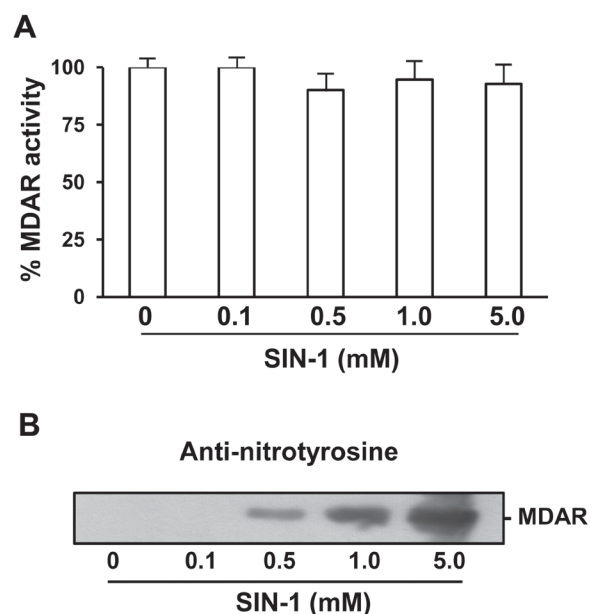 A
% MDAR activity
100
75
50
25
0
0 0.1 0.5 1.0 5.0
SIN-1 (mM)
B
Anti-nitrotyrosine
- MDAR
0 0.1 0.5 1.0 5.0
SIN-1 (mM)